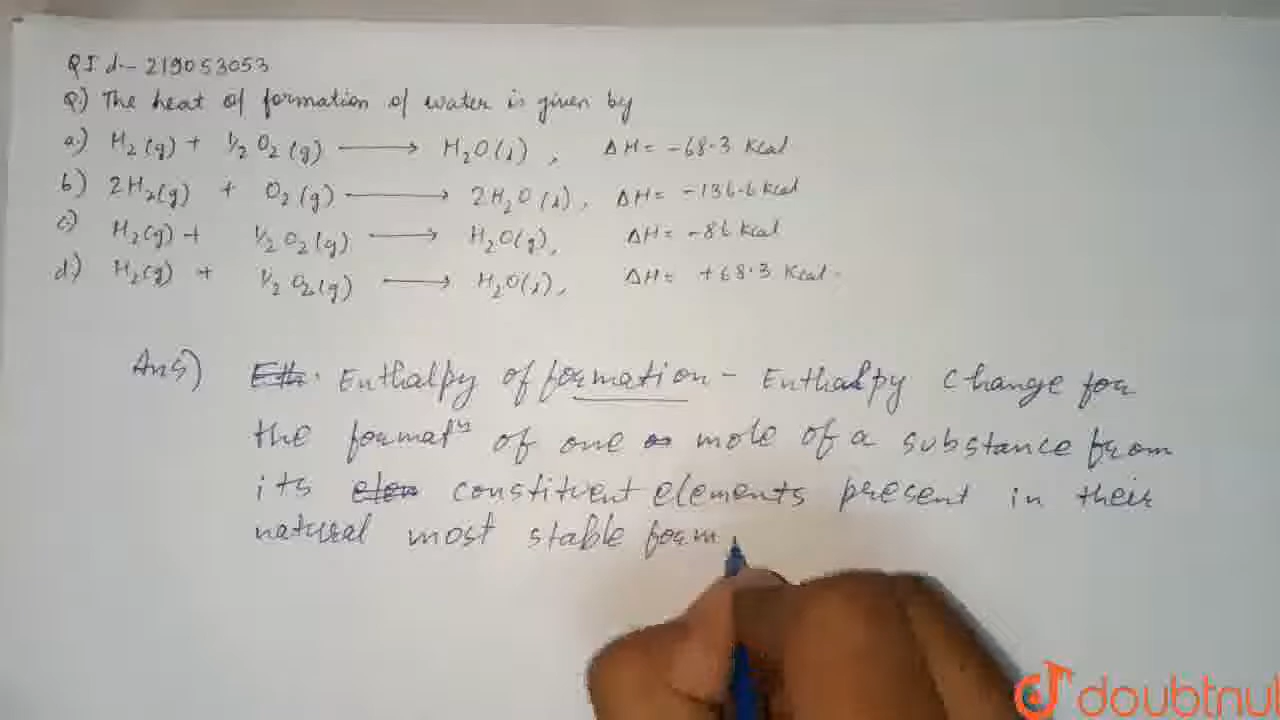 QId-- 219053053
Q.) The heat of formation of water is given by
a.) H₂(g) + 1/2 O₂(g) ⟶ H₂O(l), ΔH = -68.3 Kcal
b) 2H₂(g) + O₂(g) ⟶ 2H₂O(l), ΔH = -136.6 Kcal
c.) H₂(g) + 1/2 O₂(g) ⟶ H₂O(g), ΔH = -86 Kcal
d.) H₂(g) + 1/2 O₂(g) ⟶ H₂O(l), ΔH = +68.3 Kcal.
Ans) Enthalpy of formation - Enthalpy change for
the formatⁿ of one mole of a substance from
its constituent elements present in their
natural most stable form
doubtnut